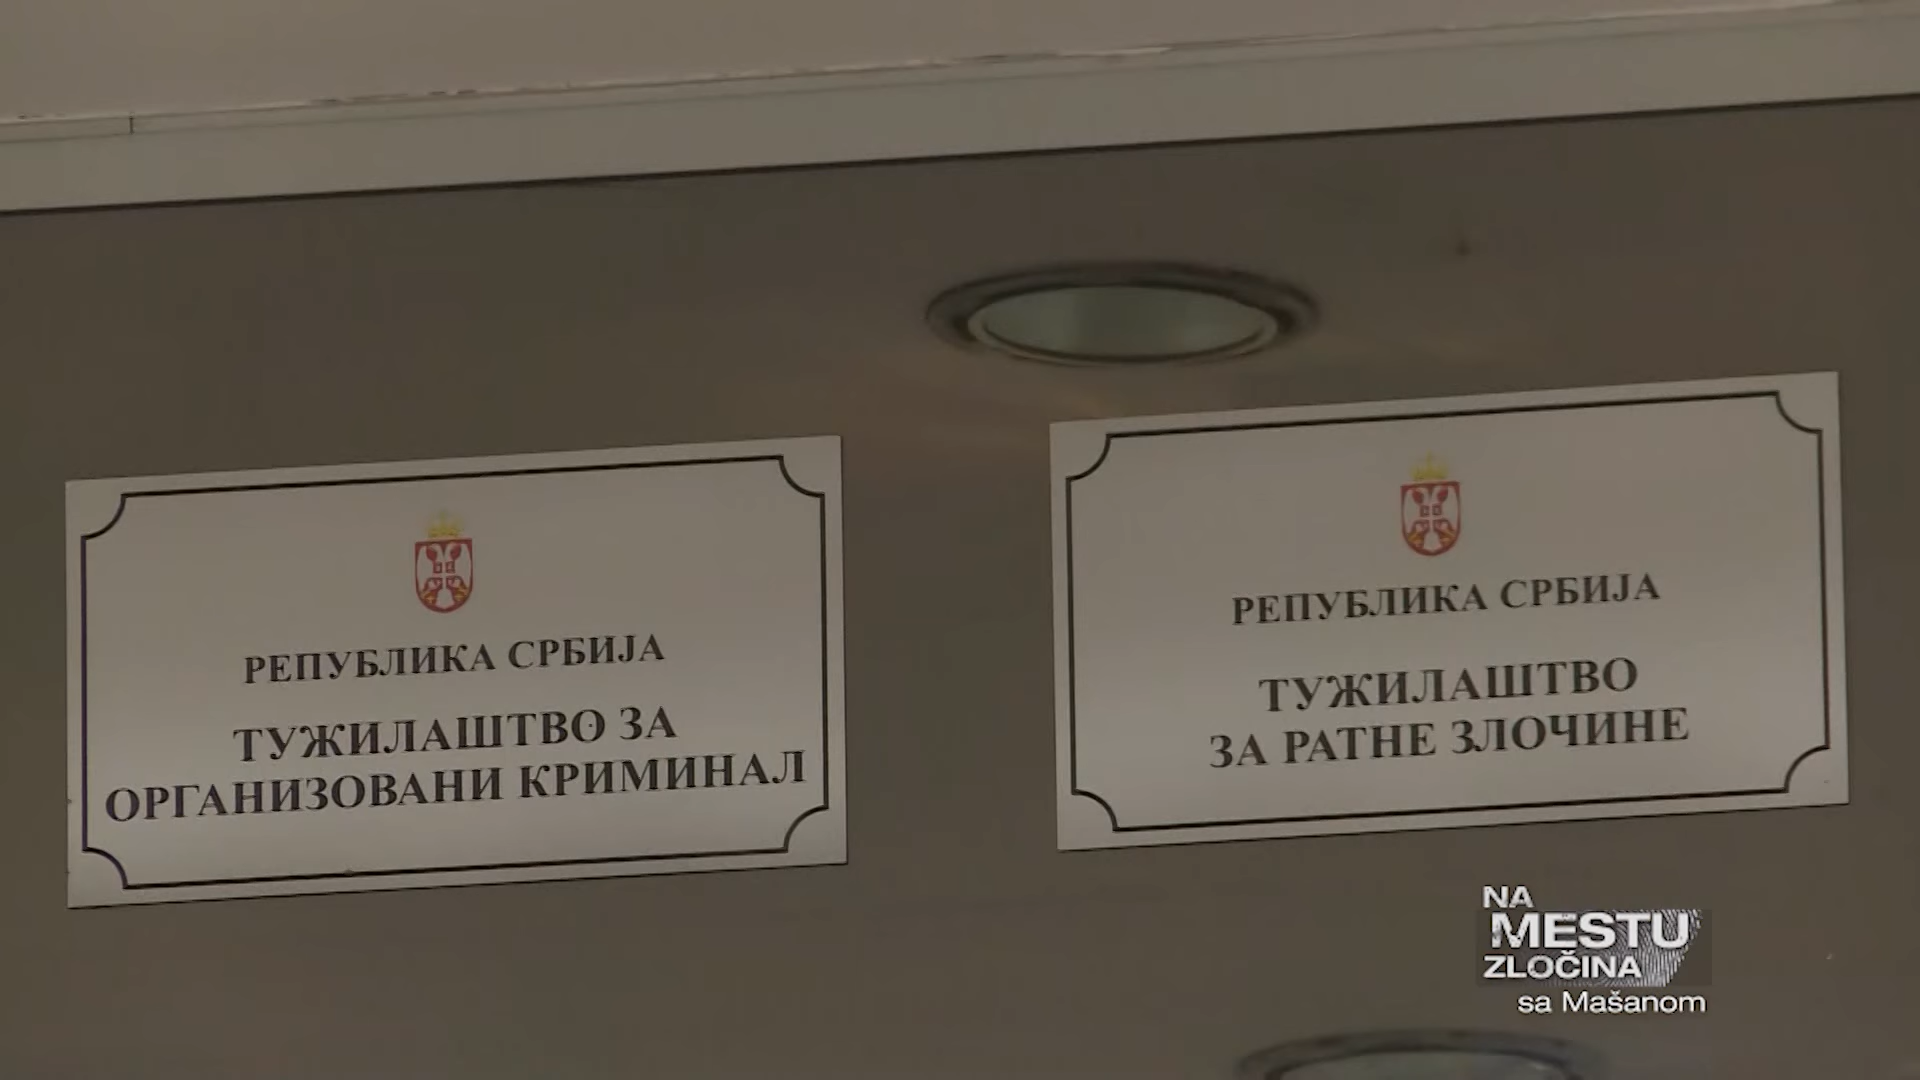 РЕПУБЛИКА СРБИЈА
ТУЖИЛАШТВО ЗА
ОРГАНИЗОВАНИ КРИМИНАЛ
РЕПУБЛИКА СРБИЈА
ТУЖИЛАШТВО
ЗА РАТНЕ ЗЛОЧИНЕ
NA
MESTU
ZLOČINA
sa Mašanom